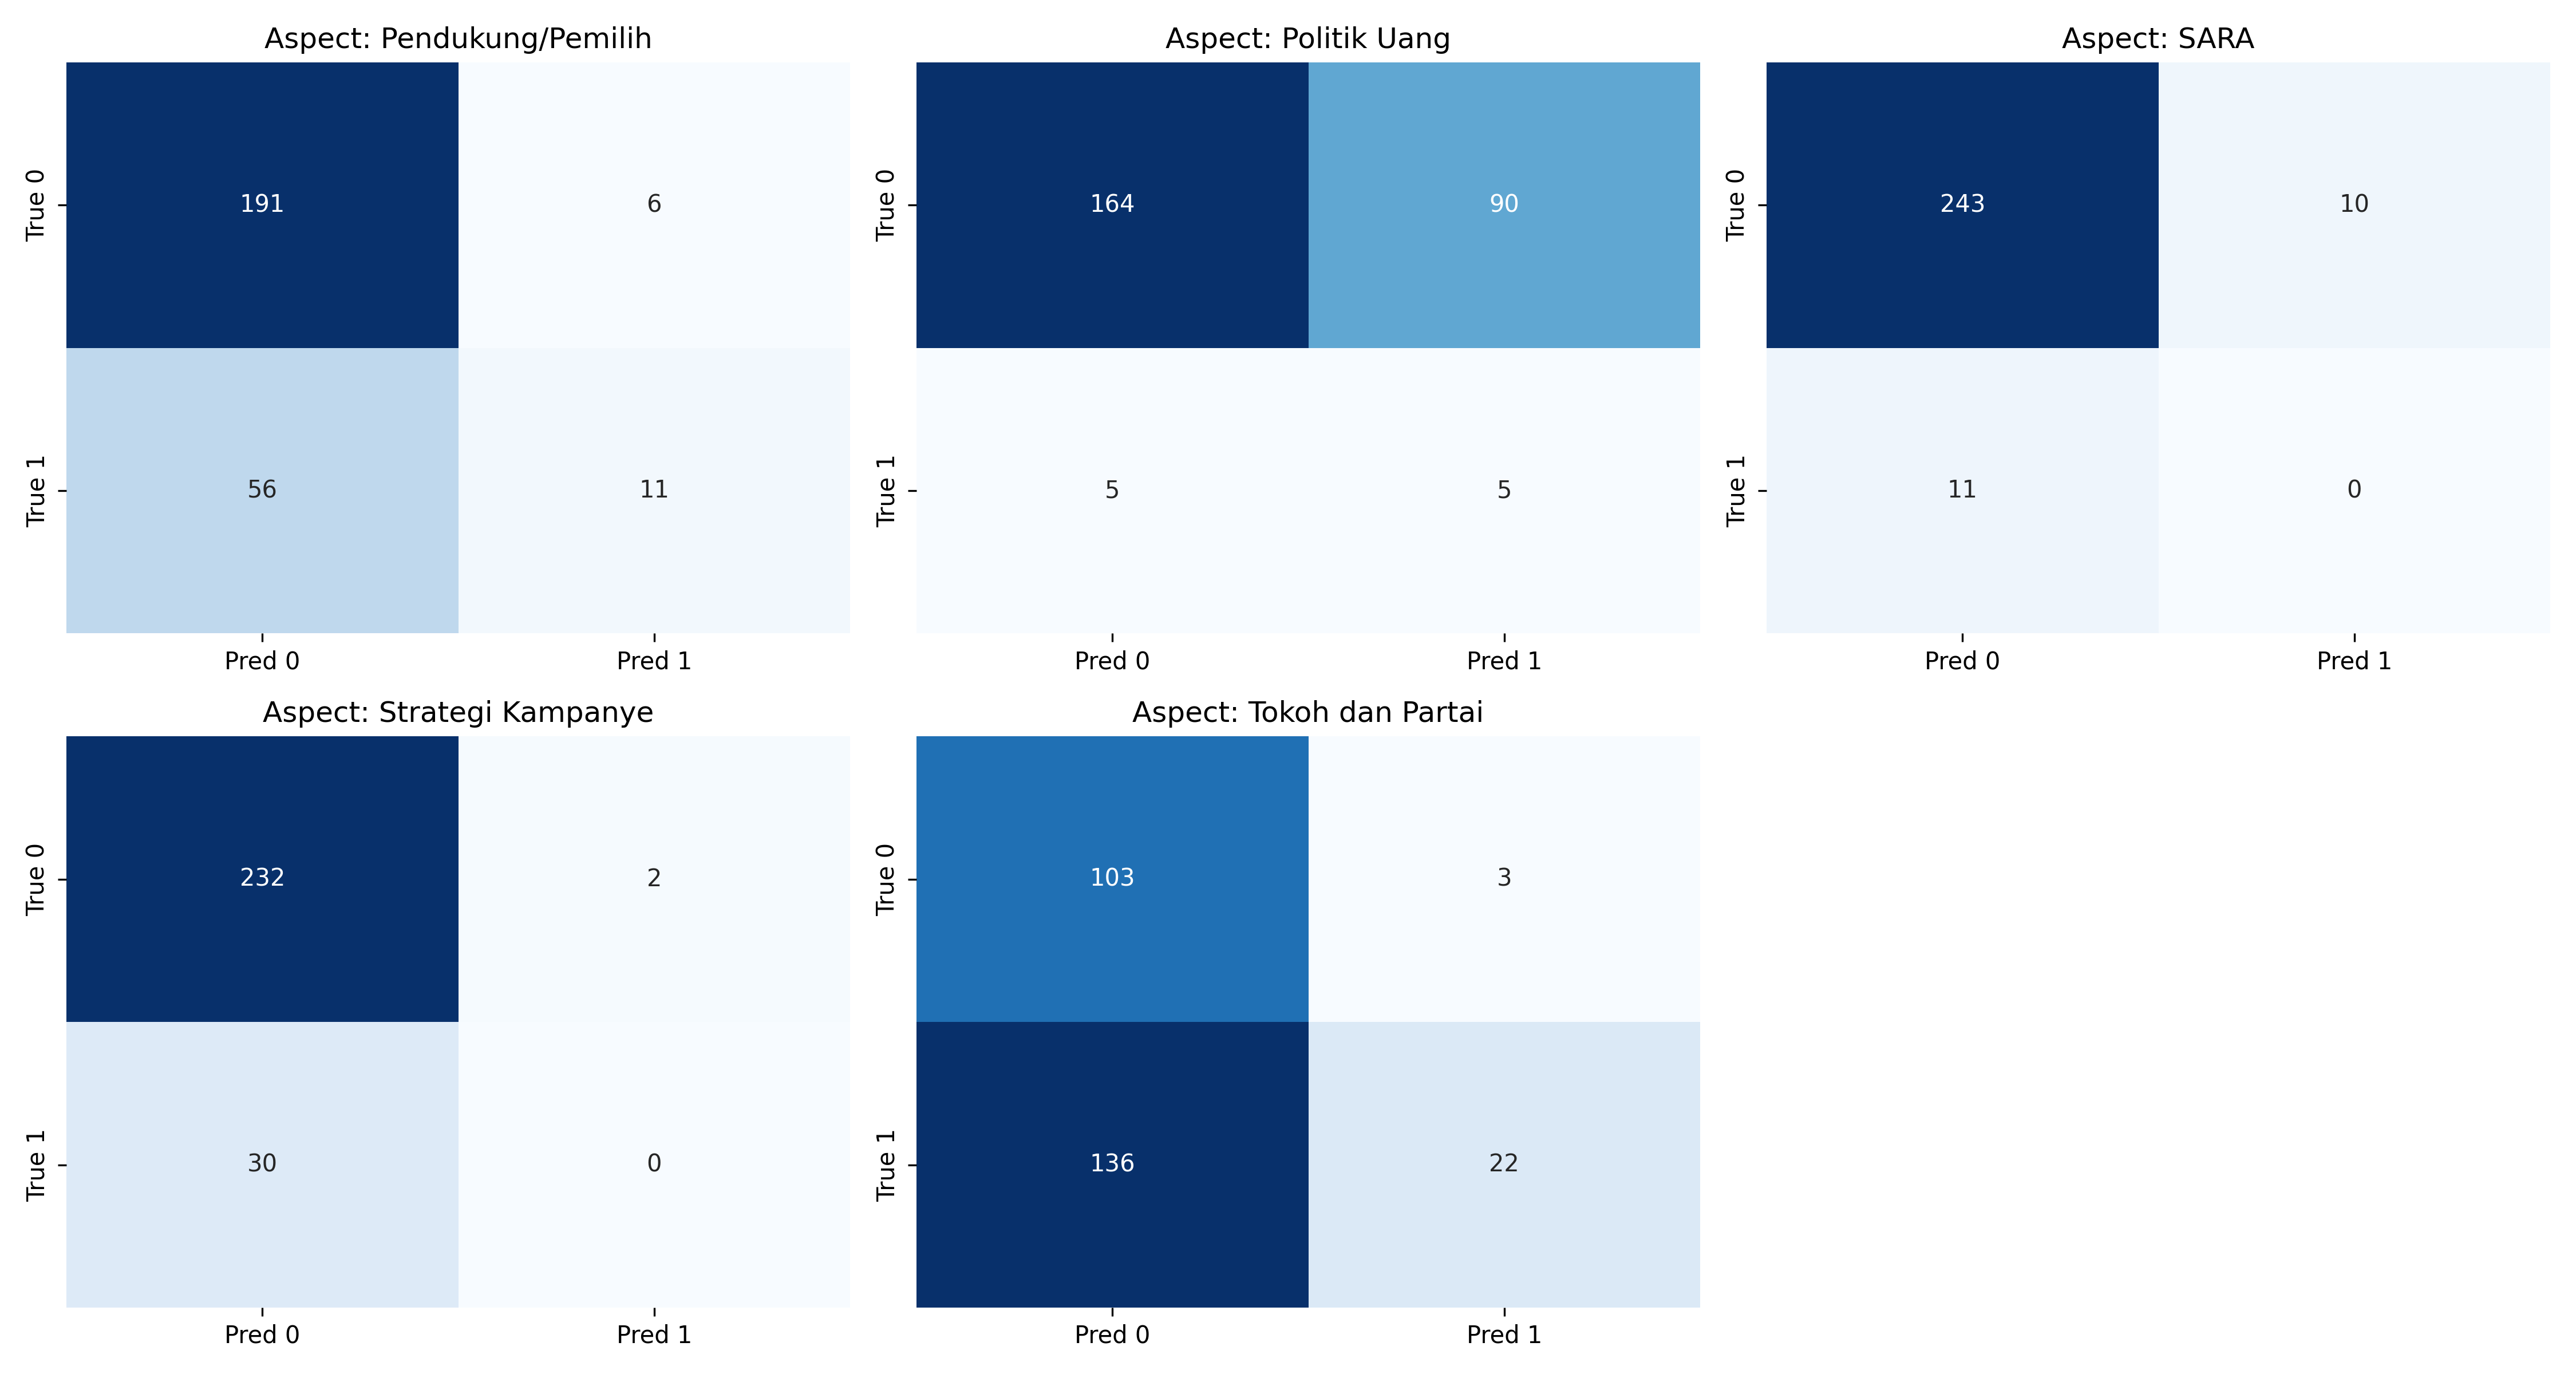 Aspect: Pendukung/Pemilih
True 0
191
6
True 1
56
11
Pred 0
Pred 1
Aspect: Politik Uang
True 0
164
90
True 1
5
5
Pred 0
Pred 1
Aspect: SARA
True 0
243
10
True 1
11
0
Pred 0
Pred 1
Aspect: Strategi Kampanye
True 0
232
2
True 1
30
0
Pred 0
Pred 1
Aspect: Tokoh dan Partai
True 0
103
3
True 1
136
22
Pred 0
Pred 1